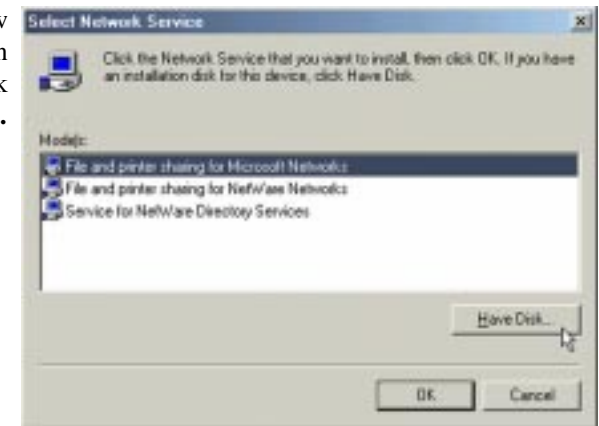 Select Network Service
Click the Network Service that you want to install, then click OK. If you have
an installation disk for this device, click Have Disk.
Models:
File and printer sharing for Microsoft Networks
File and printer sharing for NetWare Networks
Service for NetWare Directory Services
Have Disk...
OK
Cancel